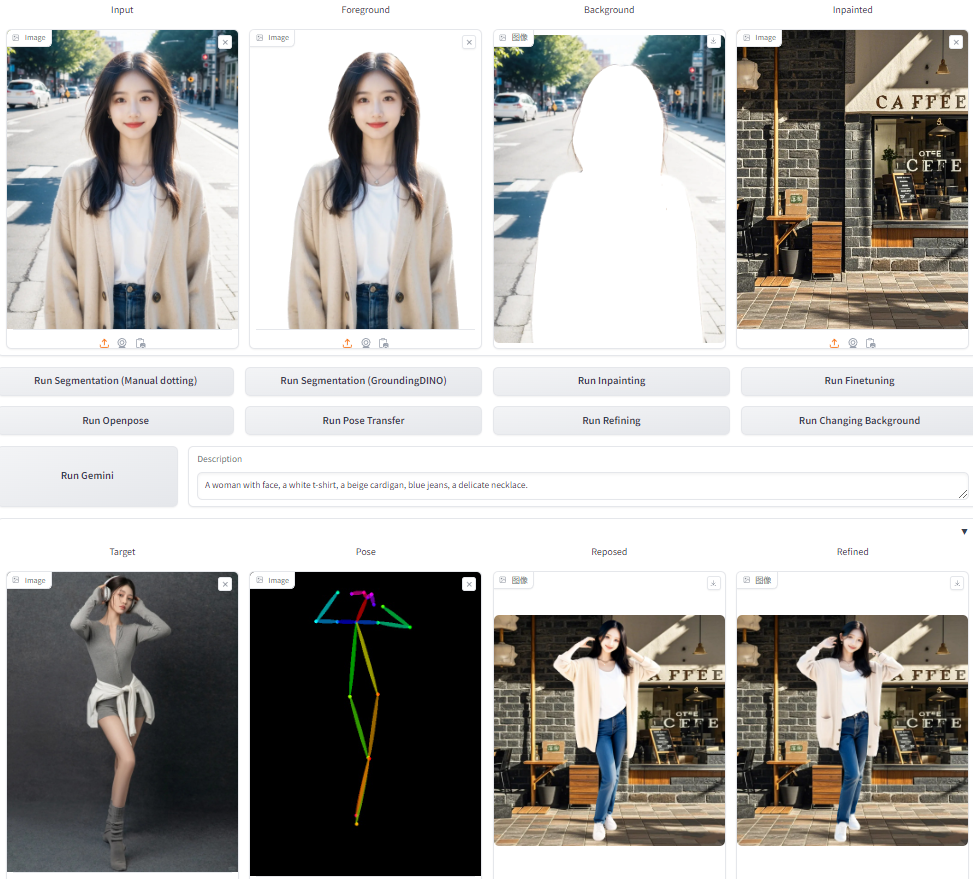 Input
Foreground
Background
Inpainted
Image
Image
图像
Image
CAFFEE
OTEE
CEFE
Run Segmentation (Manual dotting)
Run Segmentation (GroundingDINO)
Run Inpainting
Run Finetuning
Run Openpose
Run Pose Transfer
Run Refining
Run Changing Background
Run Gemini
Description
A woman with face, a white t-shirt, a beige cardigan, blue jeans, a delicate necklace.
Target
Pose
Reposed
Refined
Image
Image
图像
图像
AFFEE
CEFE
AFFEE
CEFE